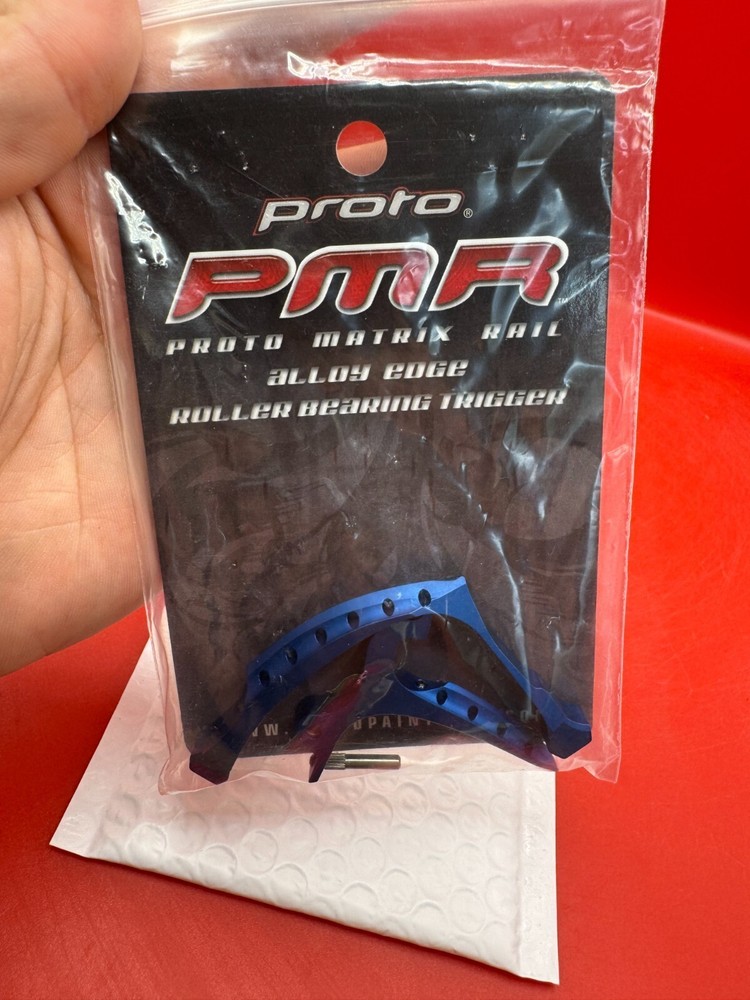 proto®
PMR
PROTO MATRIX RAIL
ALLOY EDGE
ROLLER BEARING TRIGGER